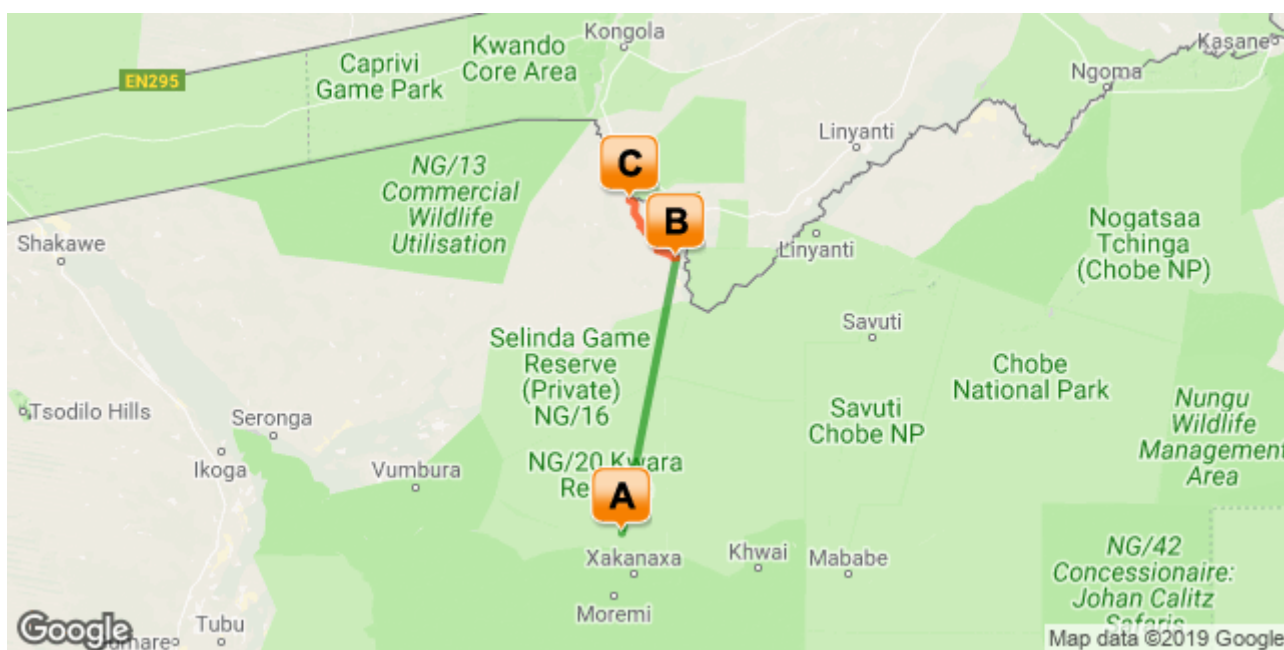 Kongola
Kasane
Kwando
Core Area
Caprivi
Game Park
Ngoma
EN295
Linyanti
C
NG/13
Commercial
Wildlife
Utilisation
B
Nogatsaa
Tchinga
(Chobe NP)
Shakawe
Linyanti
Savuti
Selinda Game
Reserve
(Private)
NG/16
Chobe
National Park
Tsodilo Hills
Seronga
Savuti
Chobe NP
Nungu
Wildlife
Management
Area
Ikoga
Vumbura
NG/20 Kwara
Re
A
Xakanaxa
Khwai
Mababe
NG/42
Concessionaire:
Johan Calitz
Safaris
Moremi
Tubu
Google
Map data ©2019 Google